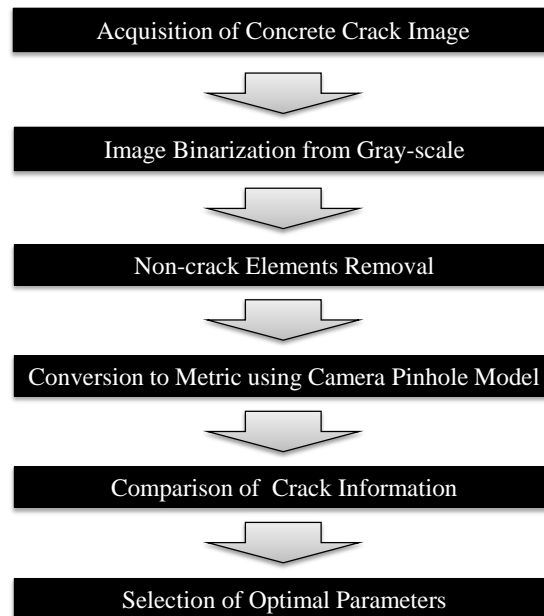 Acquisition of Concrete Crack Image
Image Binarization from Gray-scale
Non-crack Elements Removal
Conversion to Metric using Camera Pinhole Model
Comparison of  Crack Information
Selection of Optimal Parameters